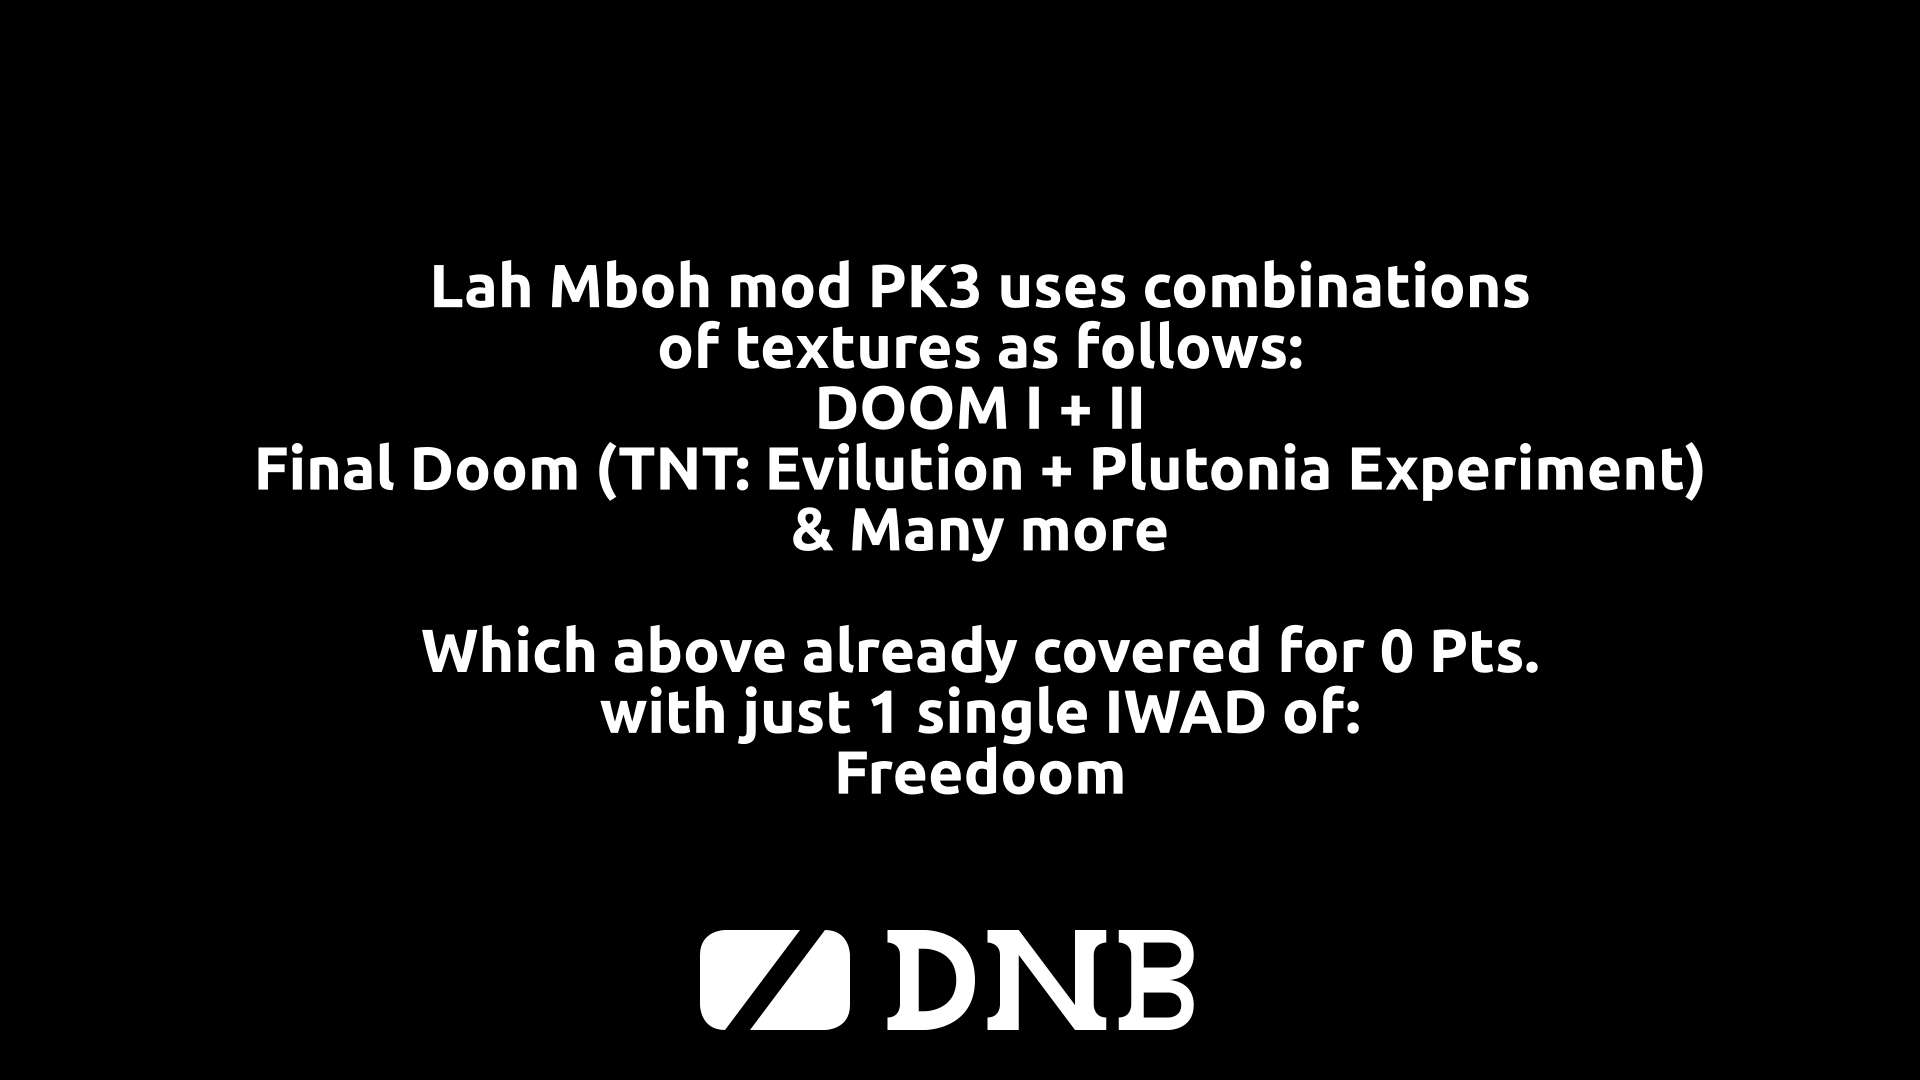 Lah Mboh mod PK3 uses combinations
of textures as follows:
DOOM I + II
Final Doom (TNT: Evilution + Plutonia Experiment)
& Many more
Which above already covered for 0 Pts.
with just 1 single IWAD of:
Freedoom
DNB